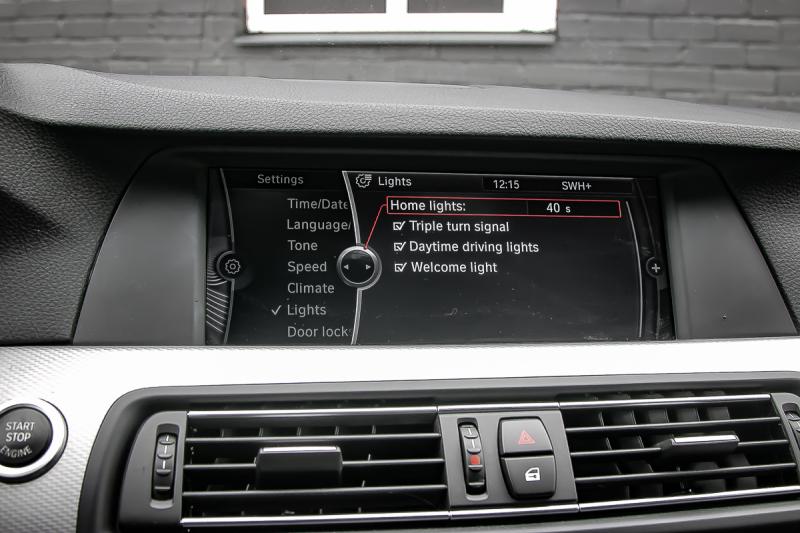 Settings
Lights
12:15
SWH+
Time/Date
Language/
Tone
Speed
Climate
Lights
Door lock
Home lights: 40 s
Triple turn signal
Daytime driving lights
Welcome light
START
STOP
ENGINE